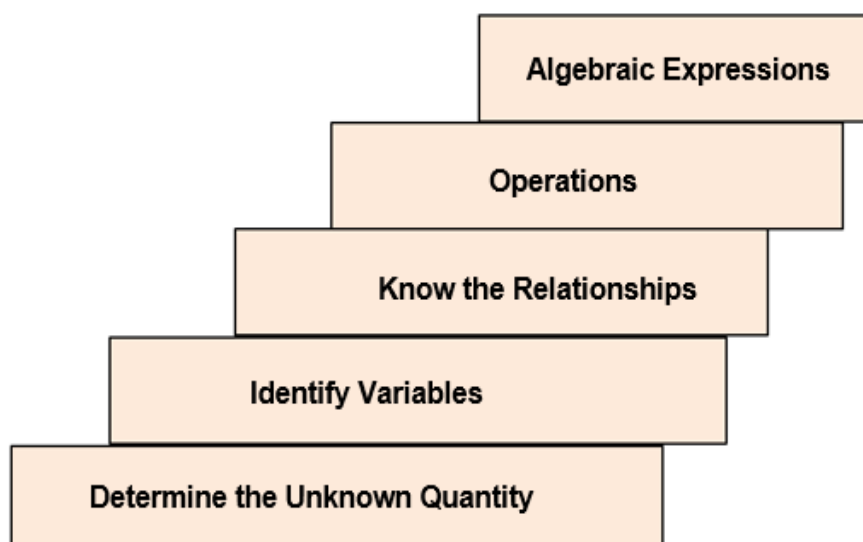 Algebraic Expressions
Operations
Know the Relationships
Identify Variables
Determine the Unknown Quantity